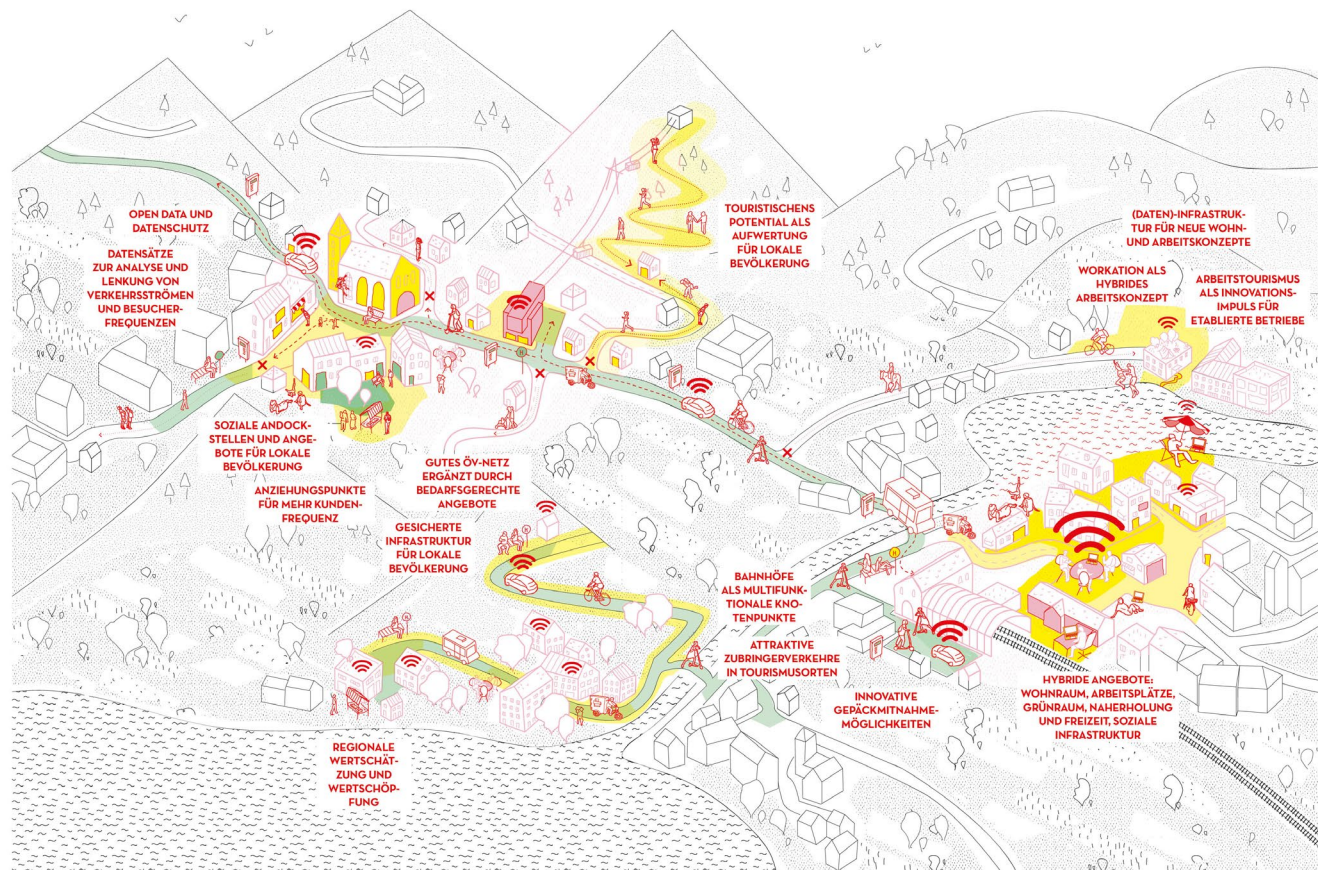 OPEN DATA UND
DATENSCHUTZ
DATENSÄTZE
ZUR ANALYSE UND
LENKUNG VON
VERKEHRSSTRÖMEN
UND BESUCHER-
FREQUENZEN
TOURISTISCHENS
POTENTIAL ALS
AUFWERTUNG
FÜR LOKALE
BEVÖLKERUNG
(DATEN)-INFRASTRUK-
TUR FÜR NEUE WOHN-
UND ARBEITSKONZEPTE
WORKATION ALS
HYBRIDES
ARBEITSKONZEPT
ARBEITSTOURISMUS
ALS INNOVATIONS-
IMPULS FÜR
ETABLIERTE BETRIEBE
SOZIALE ANDOCK-
STELLEN UND ANGE-
BOTE FÜR LOKALE
BEVÖLKERUNG
ANZIEHUNGSPUNKTE
FÜR MEHR KUNDEN-
FREQUENZ
GUTES ÖV-NETZ
ERGÄNZT DURCH
BEDARFSGERECHTE
ANGEBOTE
GESICHERTE
INFRASTRUKTUR
FÜR LOKALE
BEVÖLKERUNG
BAHNHÖFE
ALS MULTIFUNK-
TIONALE KNO-
TENPUNKTE
ATTRAKTIVE
ZUBRINGERVERKEHRE
IN TOURISMUSORTEN
INNOVATIVE
GEPÄCKMITNAHME-
MÖGLICHKEITEN
HYBRIDE ANGEBOTE:
WOHNRAUM, ARBEITSPLÄTZE,
GRÜNRAUM, NAHERHOLUNG
UND FREIZEIT, SOZIALE
INFRASTRUKTUR
REGIONALE
WERTSCHÄT-
ZUNG UND
WERTSCHÖP-
FUNG